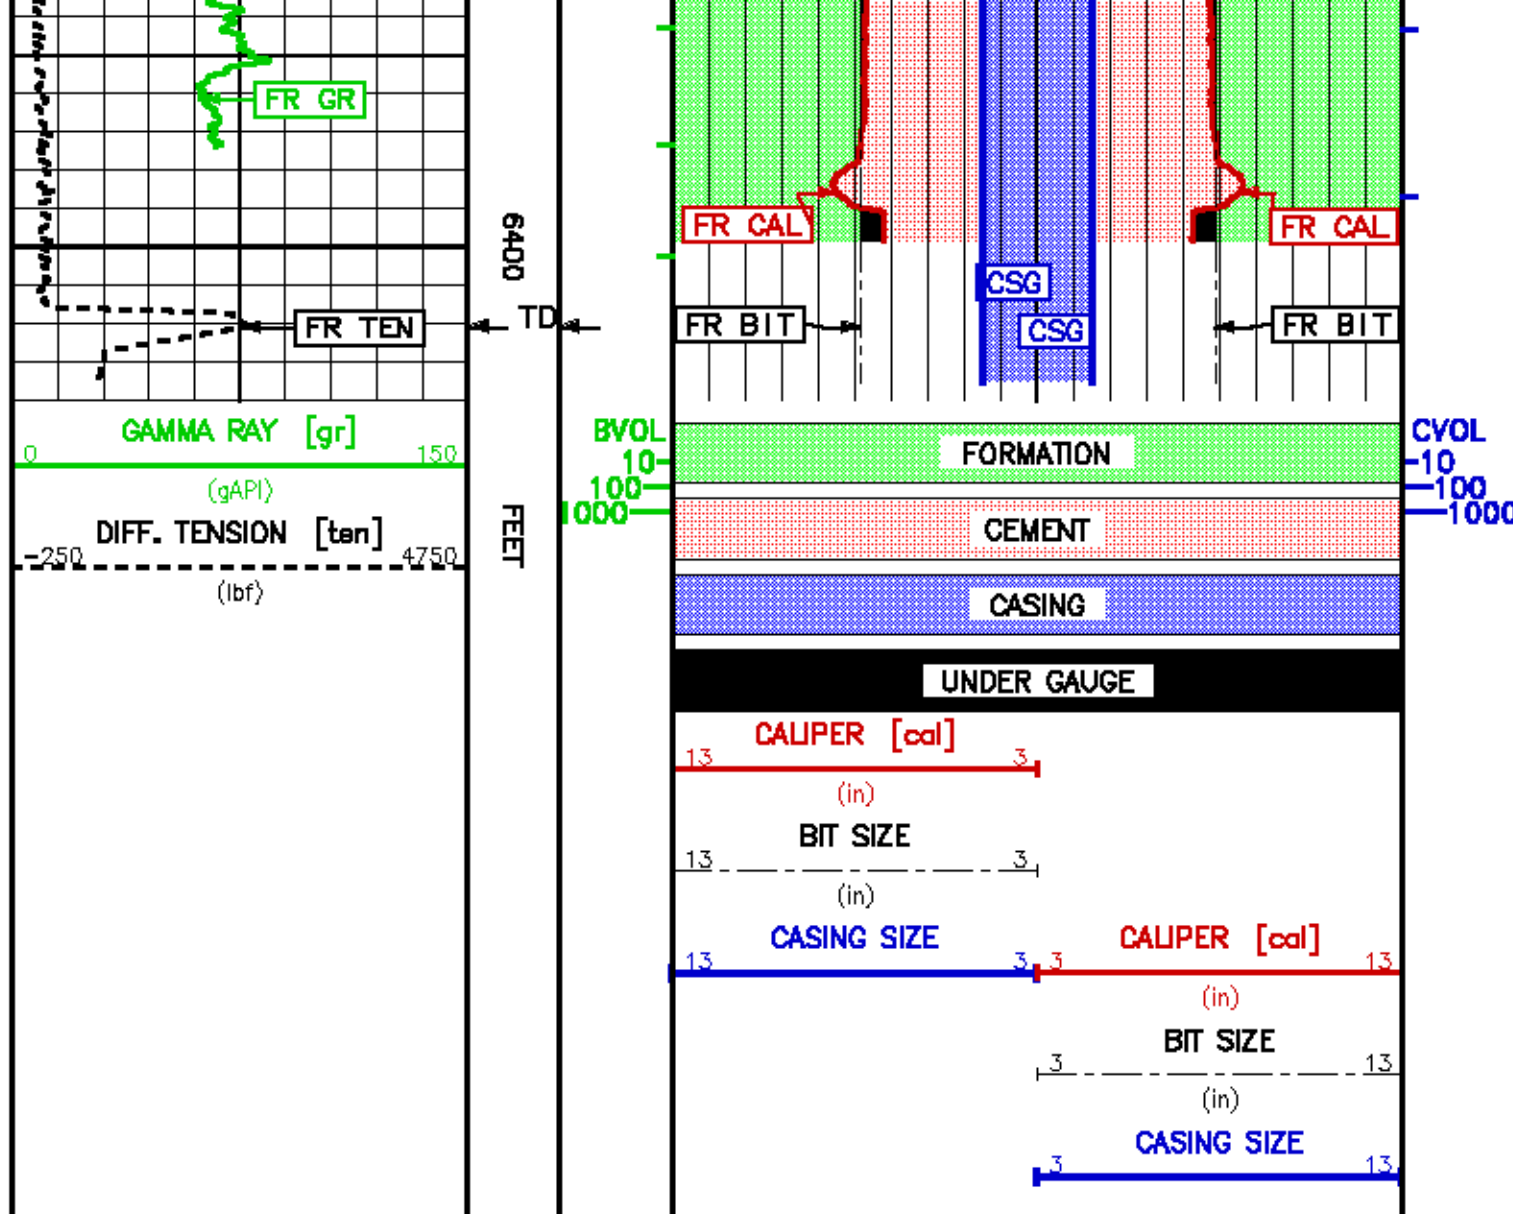 FR GR
6400
FR CAL
FR CAL
CSG
TD
FR TEN
FR BIT
CSG
FR BIT
GAMMA RAY [gr]
0 150
(gAPI)
DIFF. TENSION [ten]
-250 4750
(lbf)
FEET
BVOL
10
100
1000
CVOL
10
100
1000
FORMATION
CEMENT
CASING
UNDER GAUGE
CALIPER [cal]
13 3
(in)
BIT SIZE
13 3
(in)
CASING SIZE
13 3
CALIPER [cal]
3 13
(in)
BIT SIZE
3 13
(in)
CASING SIZE
3 13